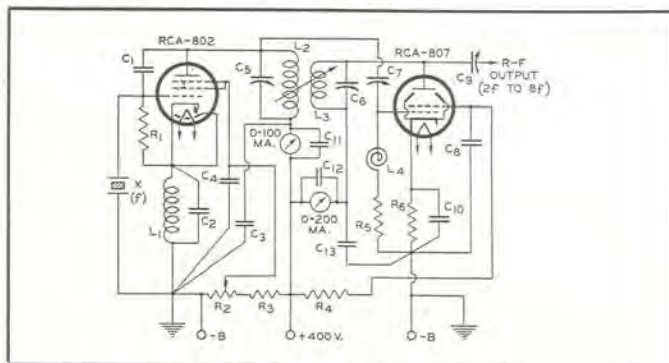 RCA-802
L2
RCA-807
C1
C5
C7
C9
R-F
OUTPUT
(2f TO 8f)
C6
L3
R1
0-100
MA.
C11
C8
C4
C12
L4
X
(f)
C2
0-200
MA.
R6
C10
L1
C3
R5
C13
R2
R3
R4
-B
+400 V.
-B